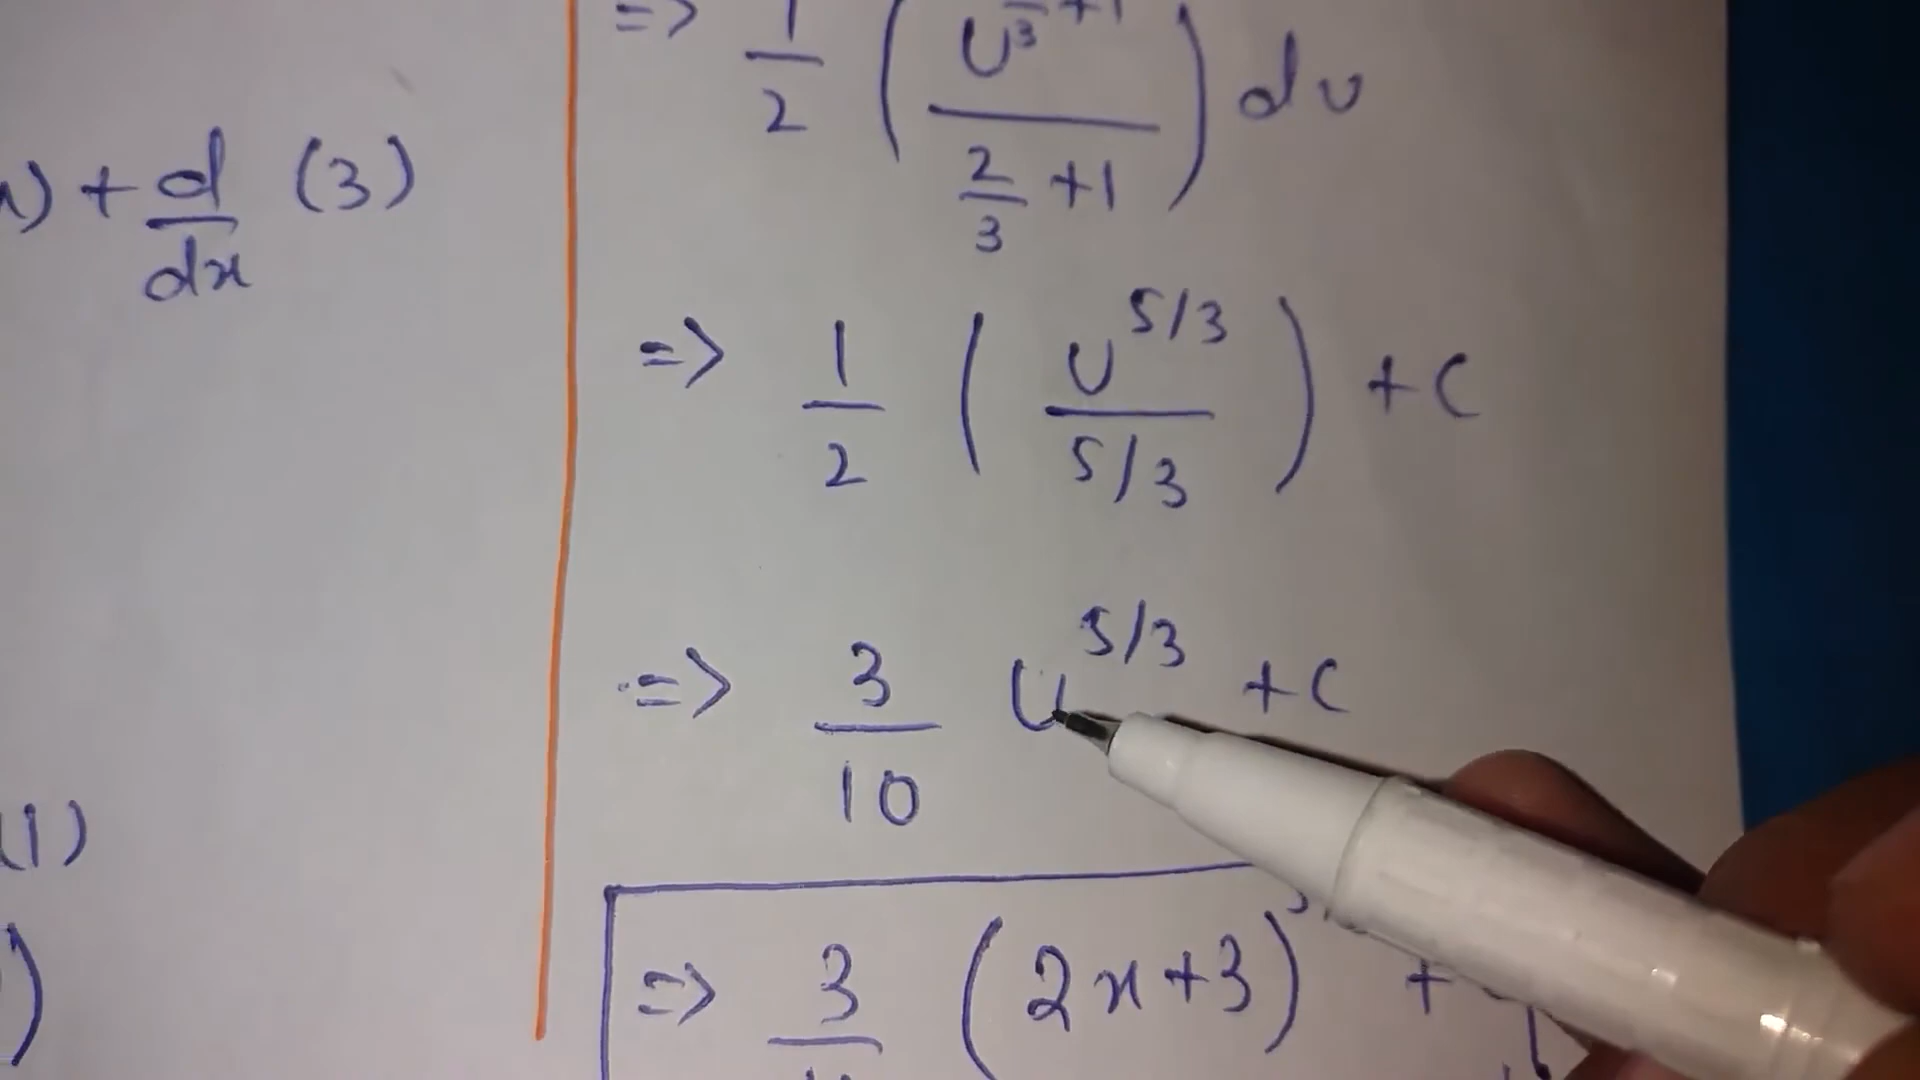 ) + d/dx (3)
1)
)
=> 1/2 ( U^(2/3 + 1) / (2/3 + 1) ) du
=> 1/2 ( U^5/3 / 5/3 ) + C
=> 3/10 U^5/3 + C
=> 3/ (2x+3) +